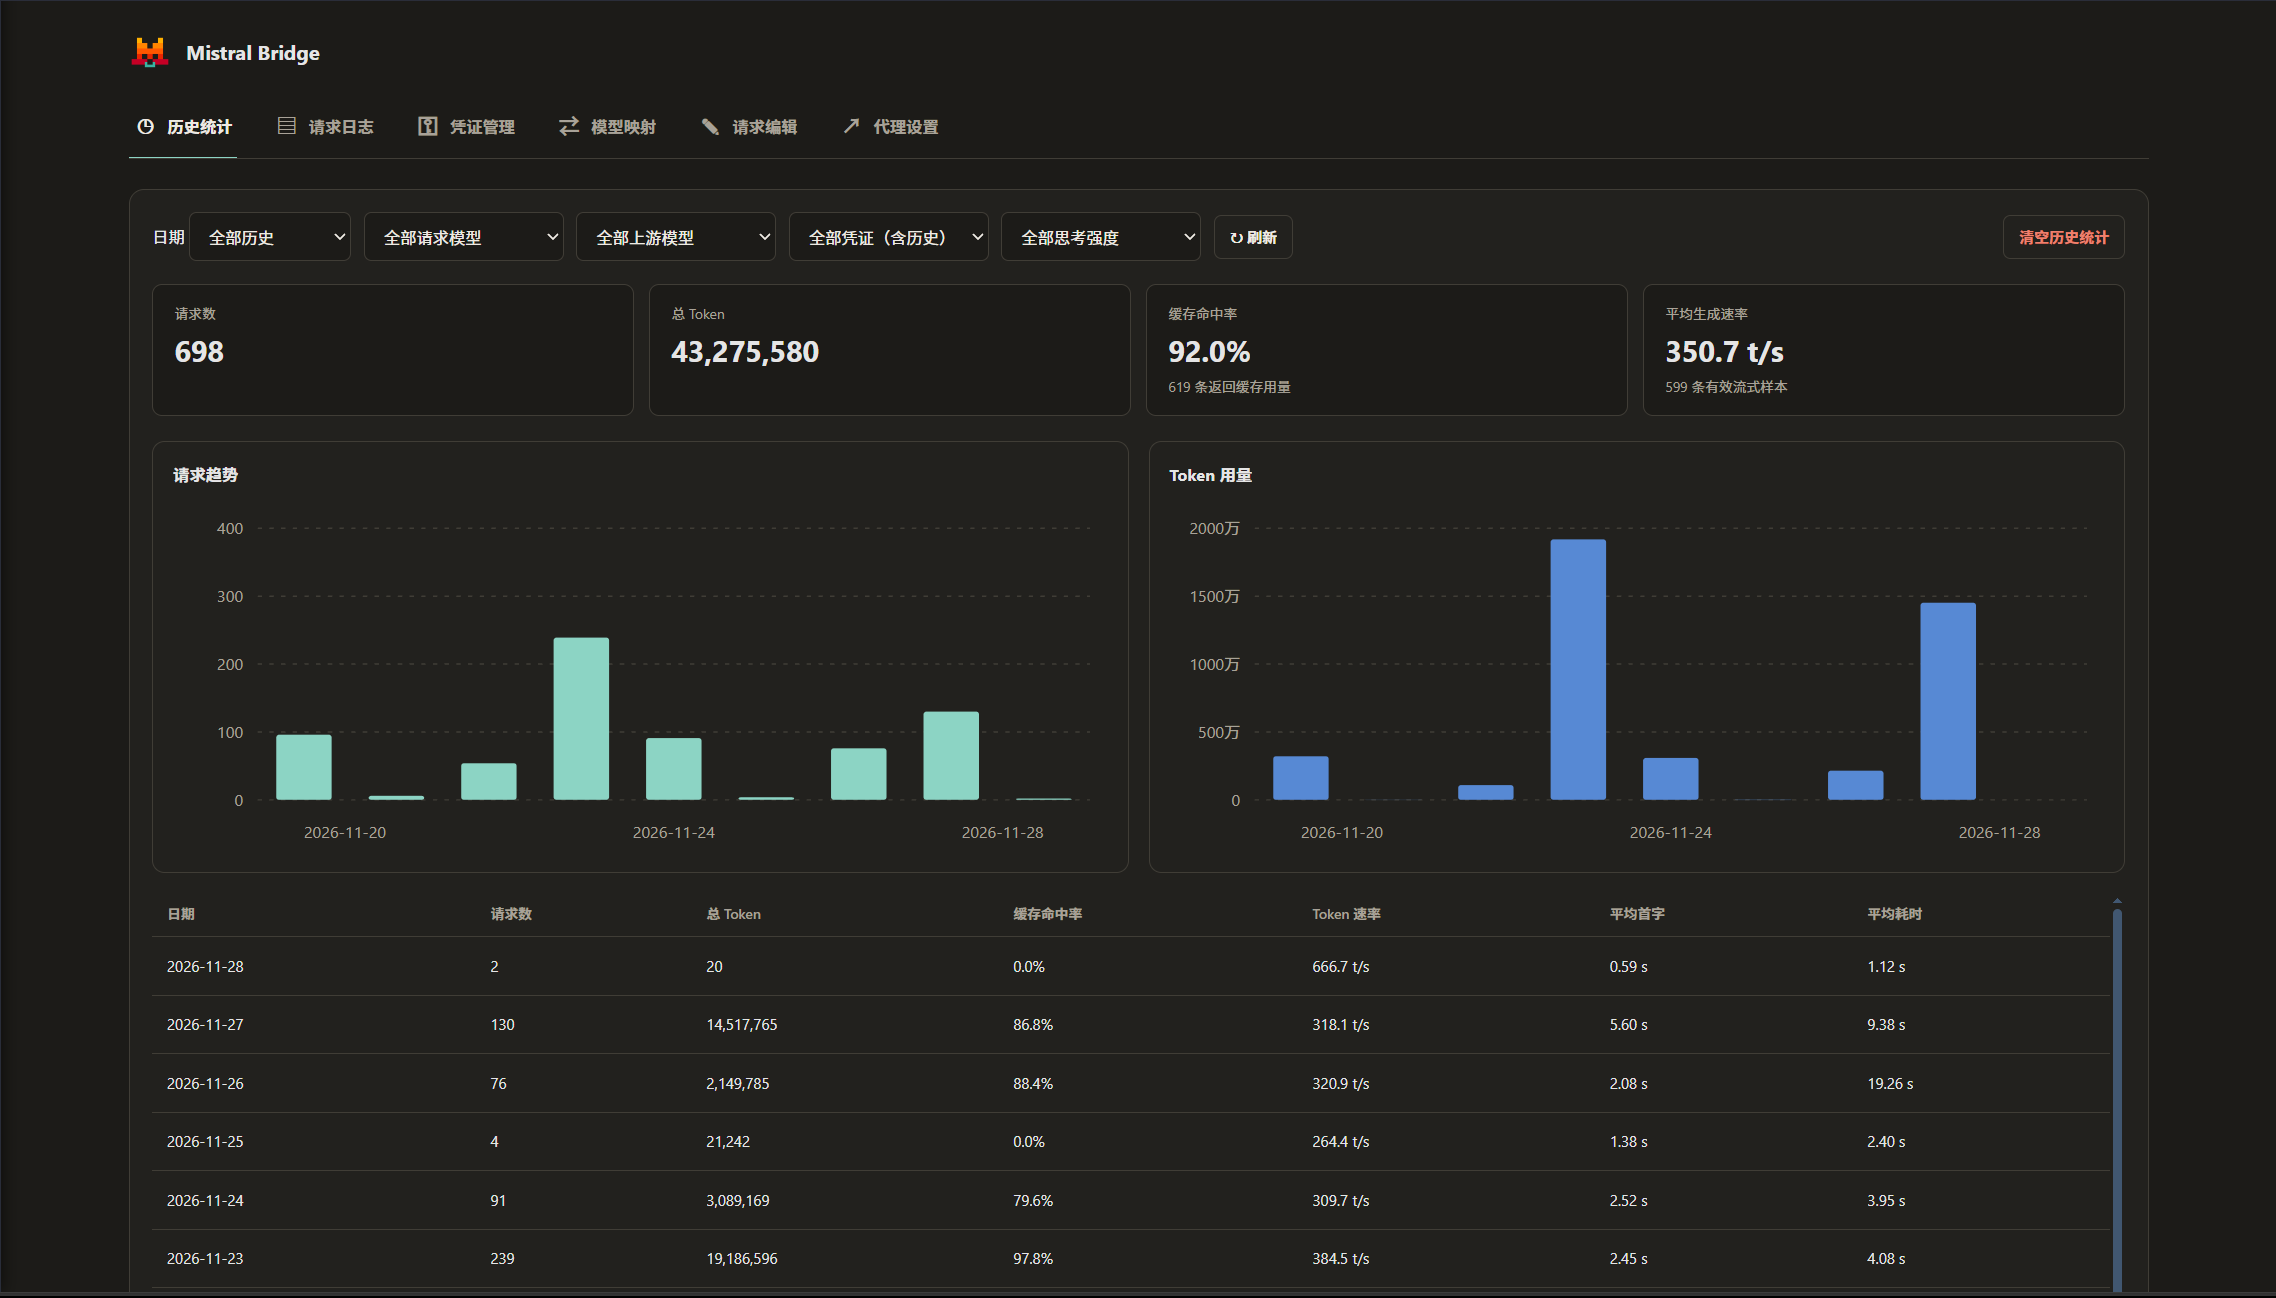 Mistral Bridge
历史统计 请求日志 凭证管理 模型映射 请求编辑 代理设置
日期 全部历史 全部请求模型 全部上游模型 全部凭证（含历史） 全部思考强度 ↻ 刷新 清空历史统计
请求数 总 Token 缓存命中率 平均生成速率
698 43,275,580 92.0% 350.7 t/s
619 条返回缓存用量 599 条有效流式样本
请求趋势
400
300
200
100
0
2026-11-20 2026-11-24 2026-11-28
Token 用量
2000万
1500万
1000万
500万
0
2026-11-20 2026-11-24 2026-11-28
日期 请求数 总 Token 缓存命中率 Token 速率 平均首字 平均耗时
2026-11-28 2 20 0.0% 666.7 t/s 0.59 s 1.12 s
2026-11-27 130 14,517,765 86.8% 318.1 t/s 5.60 s 9.38 s
2026-11-26 76 2,149,785 88.4% 320.9 t/s 2.08 s 19.26 s
2026-11-25 4 21,242 0.0% 264.4 t/s 1.38 s 2.40 s
2026-11-24 91 3,089,169 79.6% 309.7 t/s 2.52 s 3.95 s
2026-11-23 239 19,186,596 97.8% 384.5 t/s 2.45 s 4.08 s